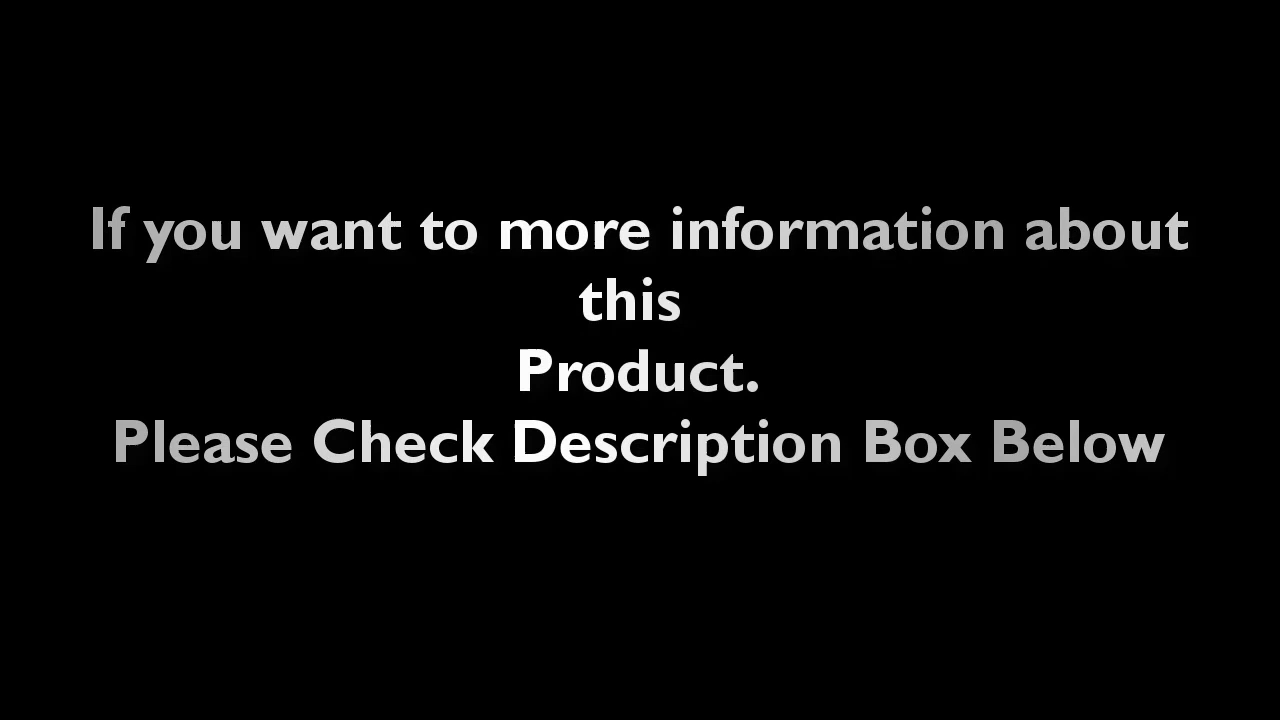 If you want to more information about
this
Product.
Please Check Description Box Below